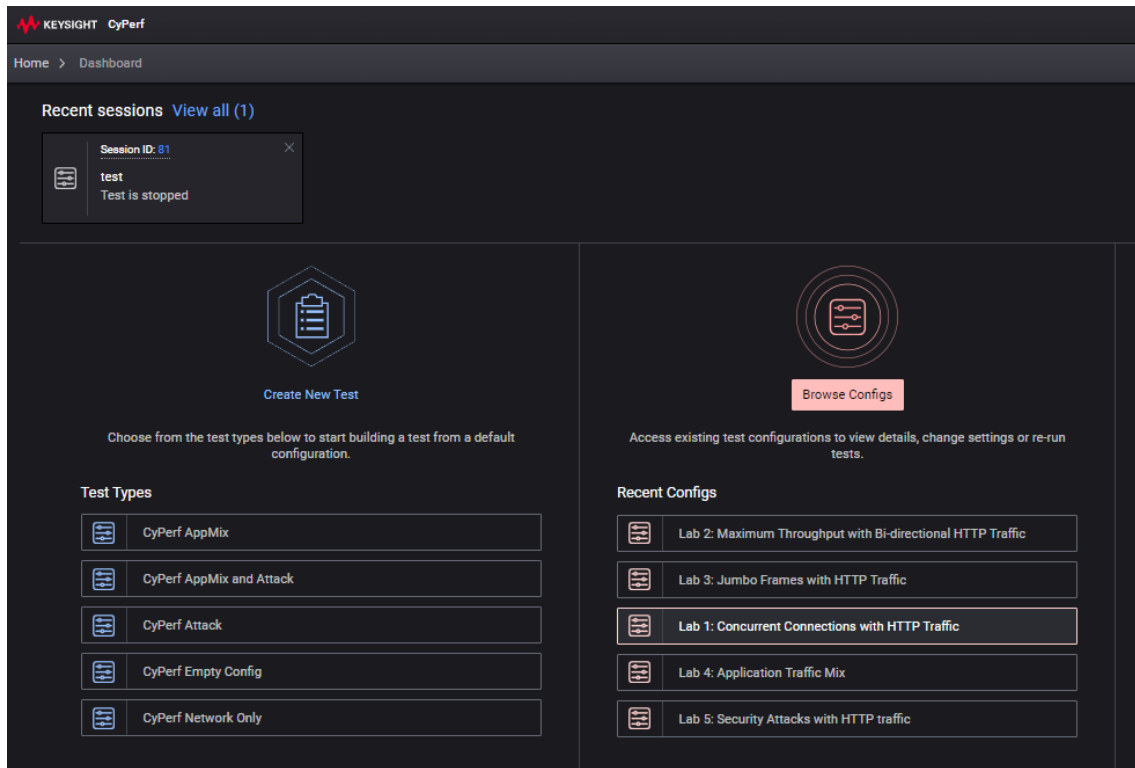 KEYSIGHT CyPerf
Home > Dashboard
Recent sessions View all (1)
Session ID: 81
test
Test is stopped
Create New Test
Choose from the test types below to start building a test from a default
configuration.
Test Types
CyPerf AppMix
CyPerf AppMix and Attack
CyPerf Attack
CyPerf Empty Config
CyPerf Network Only
Browse Configs
Access existing test configurations to view details, change settings or re-run
tests.
Recent Configs
Lab 2: Maximum Throughput with Bi-directional HTTP Traffic
Lab 3: Jumbo Frames with HTTP Traffic
Lab 1: Concurrent Connections with HTTP Traffic
Lab 4: Application Traffic Mix
Lab 5: Security Attacks with HTTP traffic